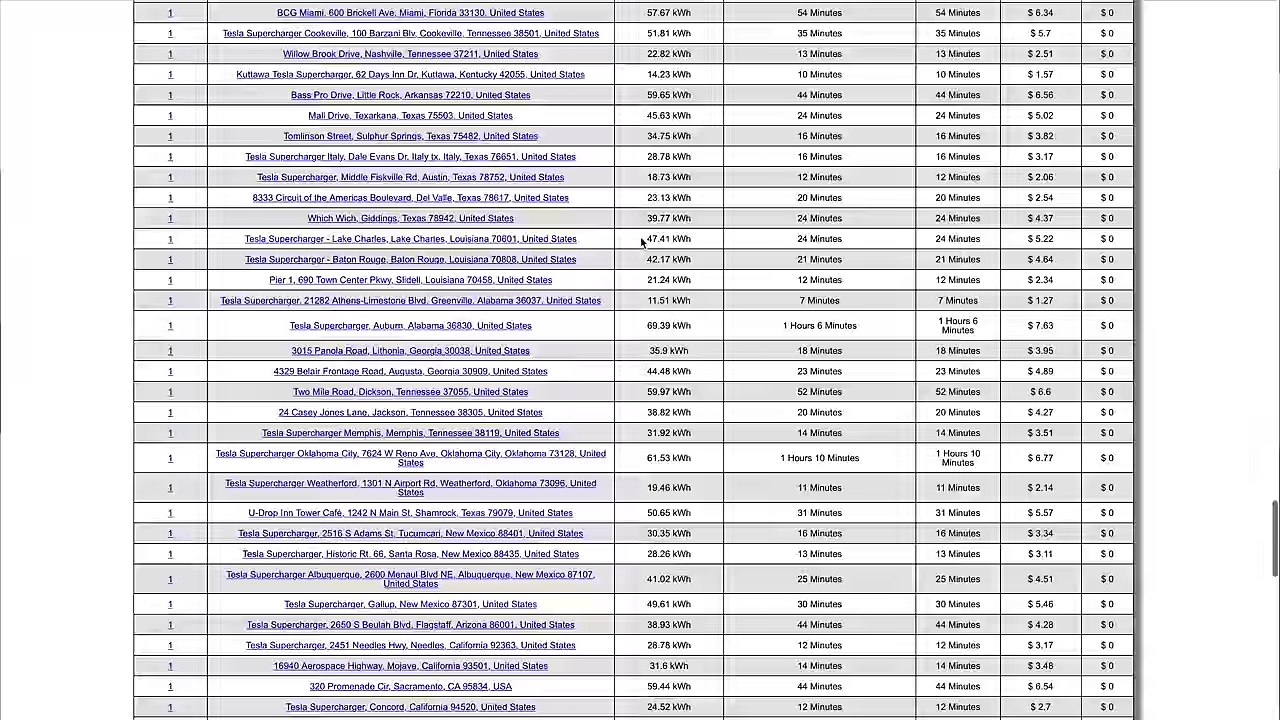 1 BCG Miami, 600 Brickell Ave, Miami, Florida 33130, United States 57.67 kWh 54 Minutes 54 Minutes $ 6.34 $ 0
1 Tesla Supercharger Cookeville, 100 Barzani Blv, Cookeville, Tennessee 38501, United States 51.81 kWh 35 Minutes 35 Minutes $ 5.7 $ 0
1 Willow Brook Drive, Nashville, Tennessee 37211, United States 22.82 kWh 13 Minutes 13 Minutes $ 2.51 $ 0
1 Kuttawa Tesla Supercharger, 62 Days Inn Dr, Kuttawa, Kentucky 42055, United States 14.23 kWh 10 Minutes 10 Minutes $ 1.57 $ 0
1 Bass Pro Drive, Little Rock, Arkansas 72210, United States 59.65 kWh 44 Minutes 44 Minutes $ 6.56 $ 0
1 Mall Drive, Texarkana, Texas 75503, United States 45.63 kWh 24 Minutes 24 Minutes $ 5.02 $ 0
1 Tomlinson Street, Sulphur Springs, Texas 75482, United States 34.75 kWh 16 Minutes 16 Minutes $ 3.82 $ 0
1 Tesla Supercharger Italy, Dale Evans Dr, Italy tx, Italy, Texas 76651, United States 28.78 kWh 16 Minutes 16 Minutes $ 3.17 $ 0
1 Tesla Supercharger, Middle Fiskville Rd, Austin, Texas 78752, United States 18.73 kWh 12 Minutes 12 Minutes $ 2.06 $ 0
1 8333 Circuit of the Americas Boulevard, Del Valle, Texas 78617, United States 23.13 kWh 20 Minutes 20 Minutes $ 2.54 $ 0
1 Which Wich, Giddings, Texas 78942, United States 39.77 kWh 24 Minutes 24 Minutes $ 4.37 $ 0
1 Tesla Supercharger - Lake Charles, Lake Charles, Louisiana 70601, United States 47.41 kWh 24 Minutes 24 Minutes $ 5.22 $ 0
1 Tesla Supercharger - Baton Rouge, Baton Rouge, Louisiana 70808, United States 42.17 kWh 21 Minutes 21 Minutes $ 4.64 $ 0
1 Pier 1, 690 Town Center Pkwy, Slidell, Louisiana 70458, United States 21.24 kWh 12 Minutes 12 Minutes $ 2.34 $ 0
1 Tesla Supercharger, 21282 Athens-Limestone Blvd, Greenville, Alabama 36037, United States 11.51 kWh 7 Minutes 7 Minutes $ 1.27 $ 0
1 Tesla Supercharger, Auburn, Alabama 36830, United States 69.39 kWh 1 Hours 6 Minutes 1 Hours 6
Minutes $ 7.63 $ 0
1 3015 Panola Road, Lithonia, Georgia 30038, United States 35.9 kWh 18 Minutes 18 Minutes $ 3.95 $ 0
1 4329 Belair Frontage Road, Augusta, Georgia 30909, United States 44.48 kWh 23 Minutes 23 Minutes $ 4.89 $ 0
1 Two Mile Road, Dickson, Tennessee 37055, United States 59.97 kWh 52 Minutes 52 Minutes $ 6.6 $ 0
1 24 Casey Jones Lane, Jackson, Tennessee 38305, United States 38.82 kWh 20 Minutes 20 Minutes $ 4.27 $ 0
1 Tesla Supercharger Memphis, Memphis, Tennessee 38119, United States 31.92 kWh 14 Minutes 14 Minutes $ 3.51 $ 0
1 Tesla Supercharger Oklahoma City, 7624 W Reno Ave, Oklahoma City, Oklahoma 73128, United
States 61.53 kWh 1 Hours 10 Minutes 1 Hours 10
Minutes $ 6.77 $ 0
1 Tesla Supercharger Weatherford, 1301 N Airport Rd, Weatherford, Oklahoma 73096, United
States 19.46 kWh 11 Minutes 11 Minutes $ 2.14 $ 0
1 U-Drop Inn Tower Café, 1242 N Main St, Shamrock, Texas 79079, United States 50.65 kWh 31 Minutes 31 Minutes $ 5.57 $ 0
1 Tesla Supercharger, 2516 S Adams St, Tucumcari, New Mexico 88401, United States 30.35 kWh 16 Minutes 16 Minutes $ 3.34 $ 0
1 Tesla Supercharger, Historic Rt. 66, Santa Rosa, New Mexico 88435, United States 28.26 kWh 13 Minutes 13 Minutes $ 3.11 $ 0
1 Tesla Supercharger Albuquerque, 2600 Menaul Blvd NE, Albuquerque, New Mexico 87107,
United States 41.02 kWh 25 Minutes 25 Minutes $ 4.51 $ 0
1 Tesla Supercharger, Gallup, New Mexico 87301, United States 49.61 kWh 30 Minutes 30 Minutes $ 5.46 $ 0
1 Tesla Supercharger, 2650 S Beulah Blvd, Flagstaff, Arizona 86001, United States 38.93 kWh 44 Minutes 44 Minutes $ 4.28 $ 0
1 Tesla Supercharger, 2451 Needles Hwy, Needles, California 92363, United States 28.78 kWh 12 Minutes 12 Minutes $ 3.17 $ 0
1 16940 Aerospace Highway, Mojave, California 93501, United States 31.6 kWh 14 Minutes 14 Minutes $ 3.48 $ 0
1 320 Promenade Cir, Sacramento, CA 95834, USA 59.44 kWh 44 Minutes 44 Minutes $ 6.54 $ 0
1 Tesla Supercharger, Concord, California 94520, United States 24.52 kWh 12 Minutes 12 Minutes $ 2.7 $ 0